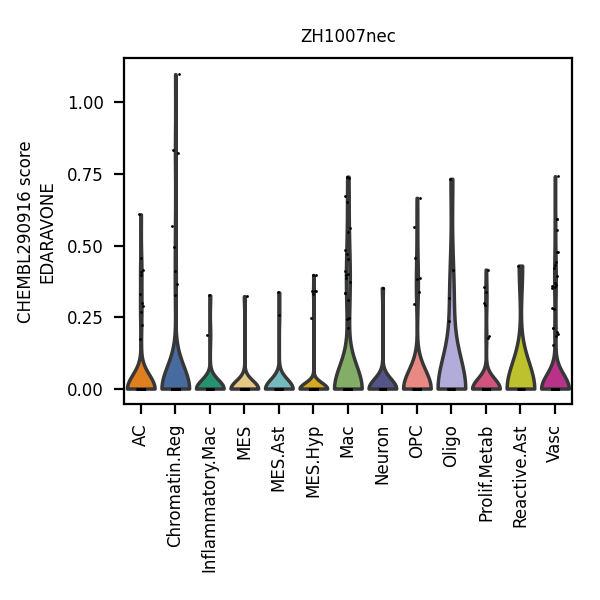 ZH1007nec
CHEMBL290916 score
EDARAVONE
1.00
0.75
0.50
0.25
0.00
AC
Chromatin.Reg
Inflammatory.Mac
MES
MES.Ast
MES.Hyp
Mac
Neuron
OPC
Oligo
Prolif.Metab
Reactive.Ast
Vasc